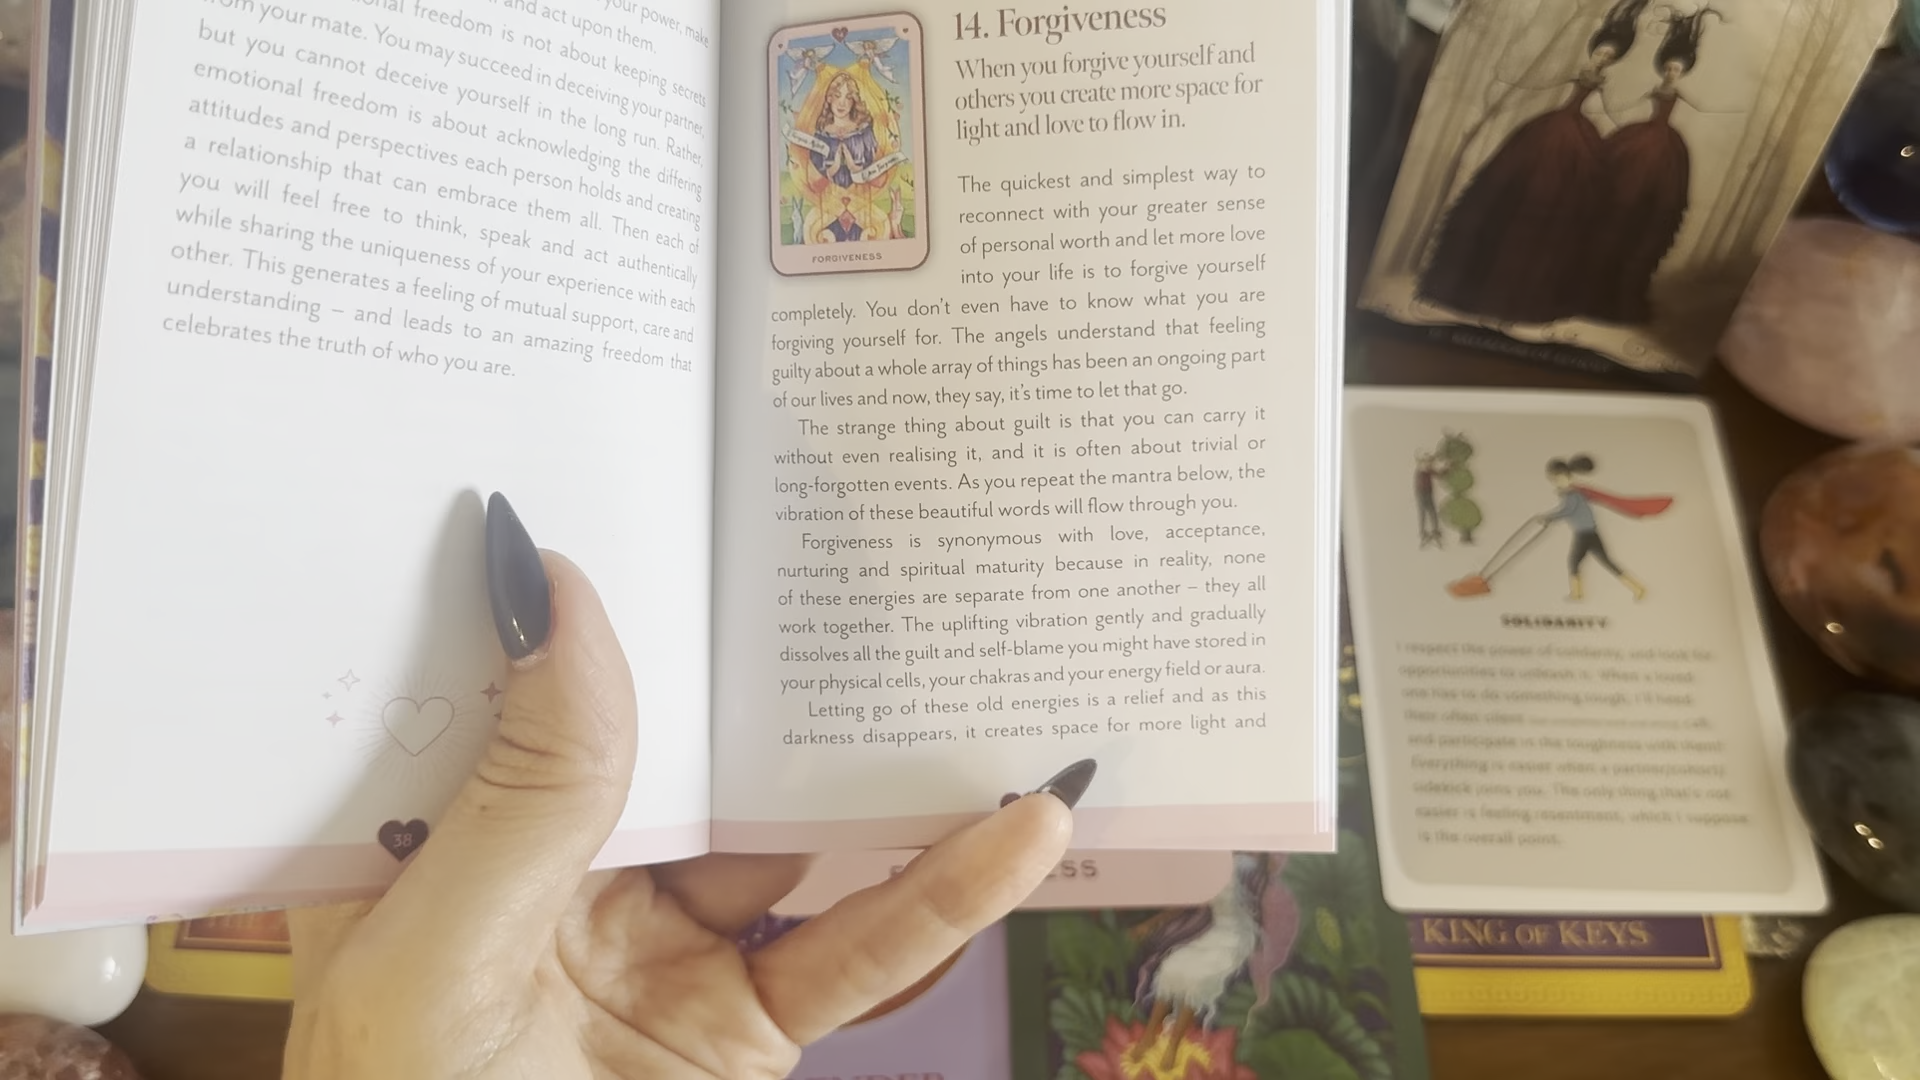 your power, make
and act upon them.
freedom is not about keeping secrets
from your mate. You may succeed in deceiving your partner,
but you cannot deceive yourself in the long run. Rather,
emotional freedom is about acknowledging the differing
attitudes and perspectives each person holds and creating
a relationship that can embrace them all. Then each of
you will feel free to think, speak and act authentically
while sharing the uniqueness of your experience with each
other. This generates a feeling of mutual support, care and
understanding – and leads to an amazing freedom that
celebrates the truth of who you are.
38
14. Forgiveness
When you forgive yourself and
others you create more space for
light and love to flow in.
FORGIVENESS
The quickest and simplest way to
reconnect with your greater sense
of personal worth and let more love
into your life is to forgive yourself
completely. You don't even have to know what you are
forgiving yourself for. The angels understand that feeling
guilty about a whole array of things has been an ongoing part
of our lives and now, they say, it's time to let that go.
The strange thing about guilt is that you can carry it
without even realising it, and it is often about trivial or
long-forgotten events. As you repeat the mantra below, the
vibration of these beautiful words will flow through you.
Forgiveness is synonymous with love, acceptance,
nurturing and spiritual maturity because in reality, none
of these energies are separate from one another – they all
work together. The uplifting vibration gently and gradually
dissolves all the guilt and self-blame you might have stored in
your physical cells, your chakras and your energy field or aura.
Letting go of these old energies is a relief and as this
darkness disappears, it creates space for more light and
SOLIDARITY
is the overall point.
KING OF KEYS